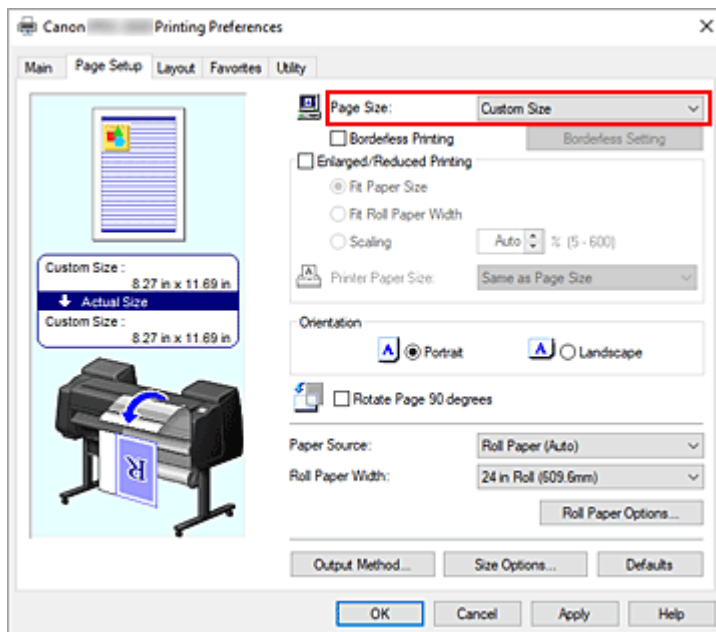 Canon Printing Preferences
Main Page Setup Layout Favorites Utility
Page Size: Custom Size
Borderless Printing Borderless Setting
Enlarged/Reduced Printing
Fit Paper Size
Fit Roll Paper Width
Scaling Auto % (5 - 600)
Printer Paper Size: Same as Page Size
Custom Size :
8.27 in x 11.69 in
Actual Size
Custom Size :
8.27 in x 11.69 in
Orientation
A Portrait A Landscape
Rotate Page 90 degrees
R
Paper Source: Roll Paper (Auto)
Roll Paper Width: 24 in Roll (609.6mm)
Roll Paper Options...
Output Method... Size Options... Defaults
OK Cancel Apply Help